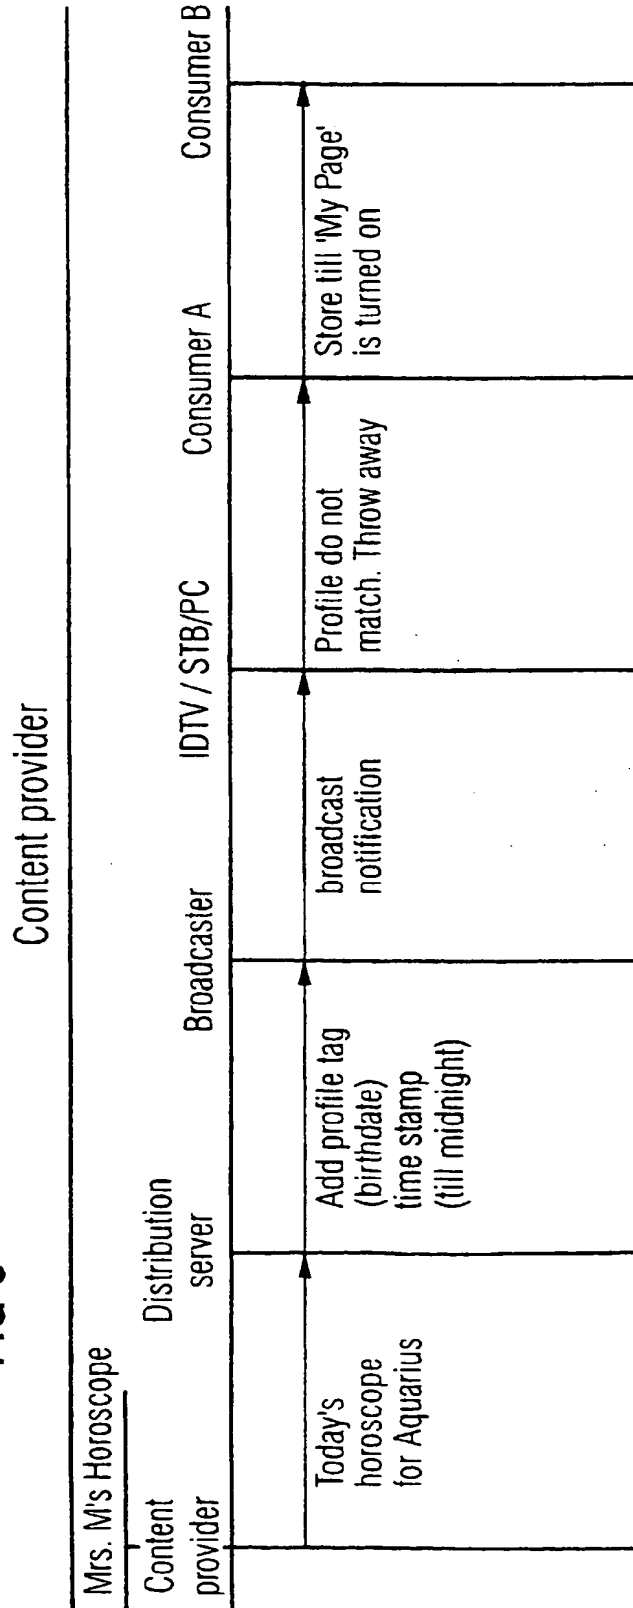 Content provider
Mrs. M's Horoscope
Content
provider
Distribution
server
Broadcaster
IDTV / STB/PC
Consumer A
Consumer B
Today's
horoscope
for Aquarius
Add profile tag
(birthdate)
time stamp
(till midnight)
broadcast
notification
Profile do not
match. Throw away
Store till 'My Page'
is turned on